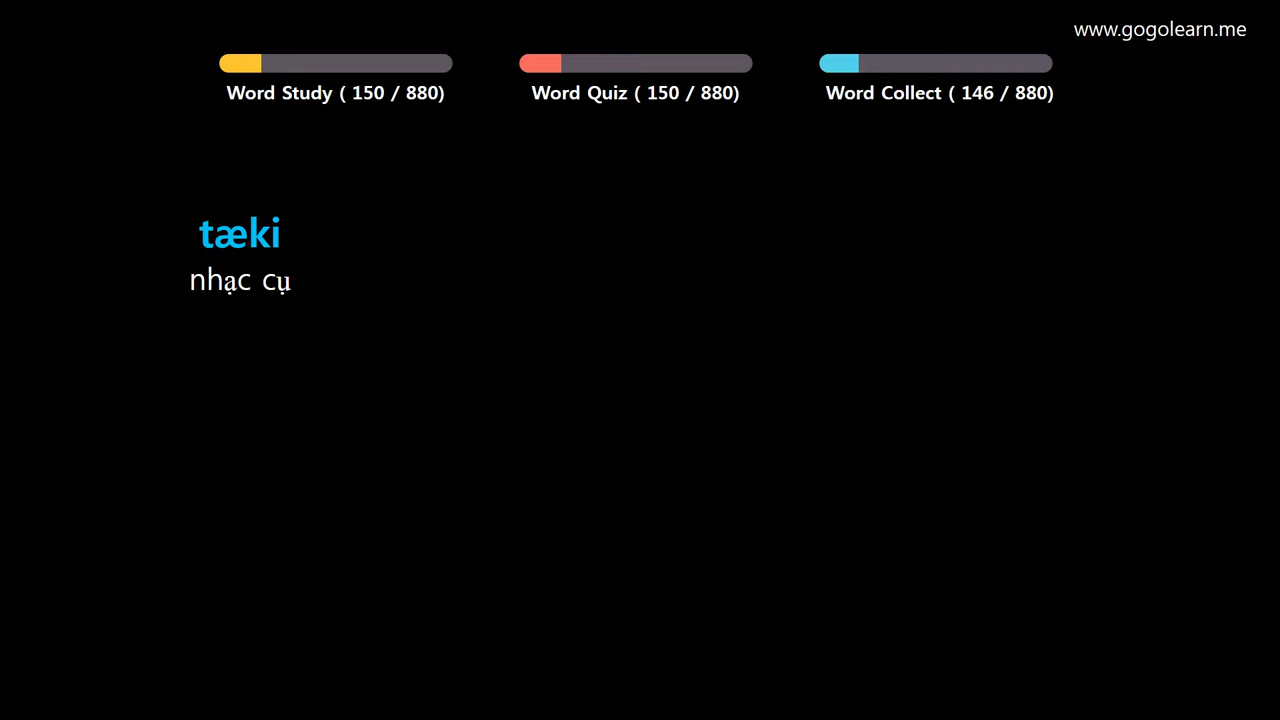 www.gogolearn.me
Word Study ( 150 / 880)
Word Quiz ( 150 / 880)
Word Collect ( 146 / 880)
tæki
nhạc cụ